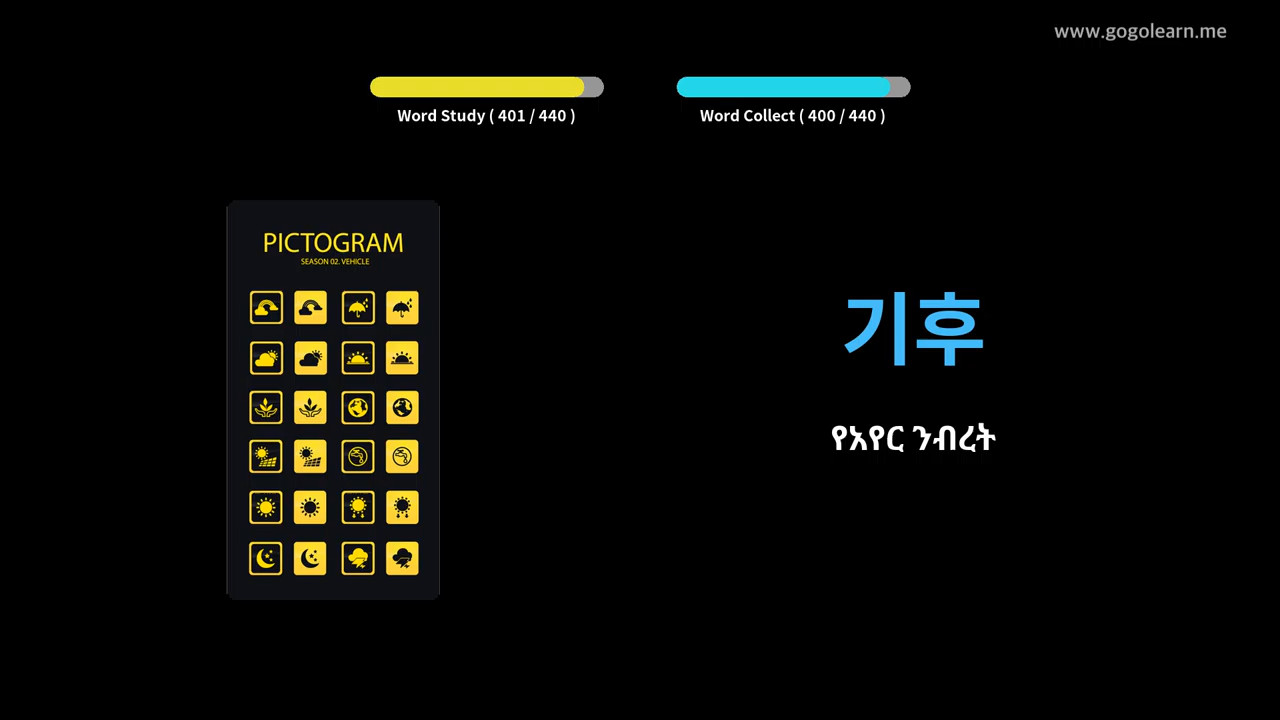 www.gogolearn.me
Word Study ( 401 / 440 )
Word Collect ( 400 / 440 )
PICTOGRAM
SEASON 02. VEHICLE
기후
የአየር ንብረት